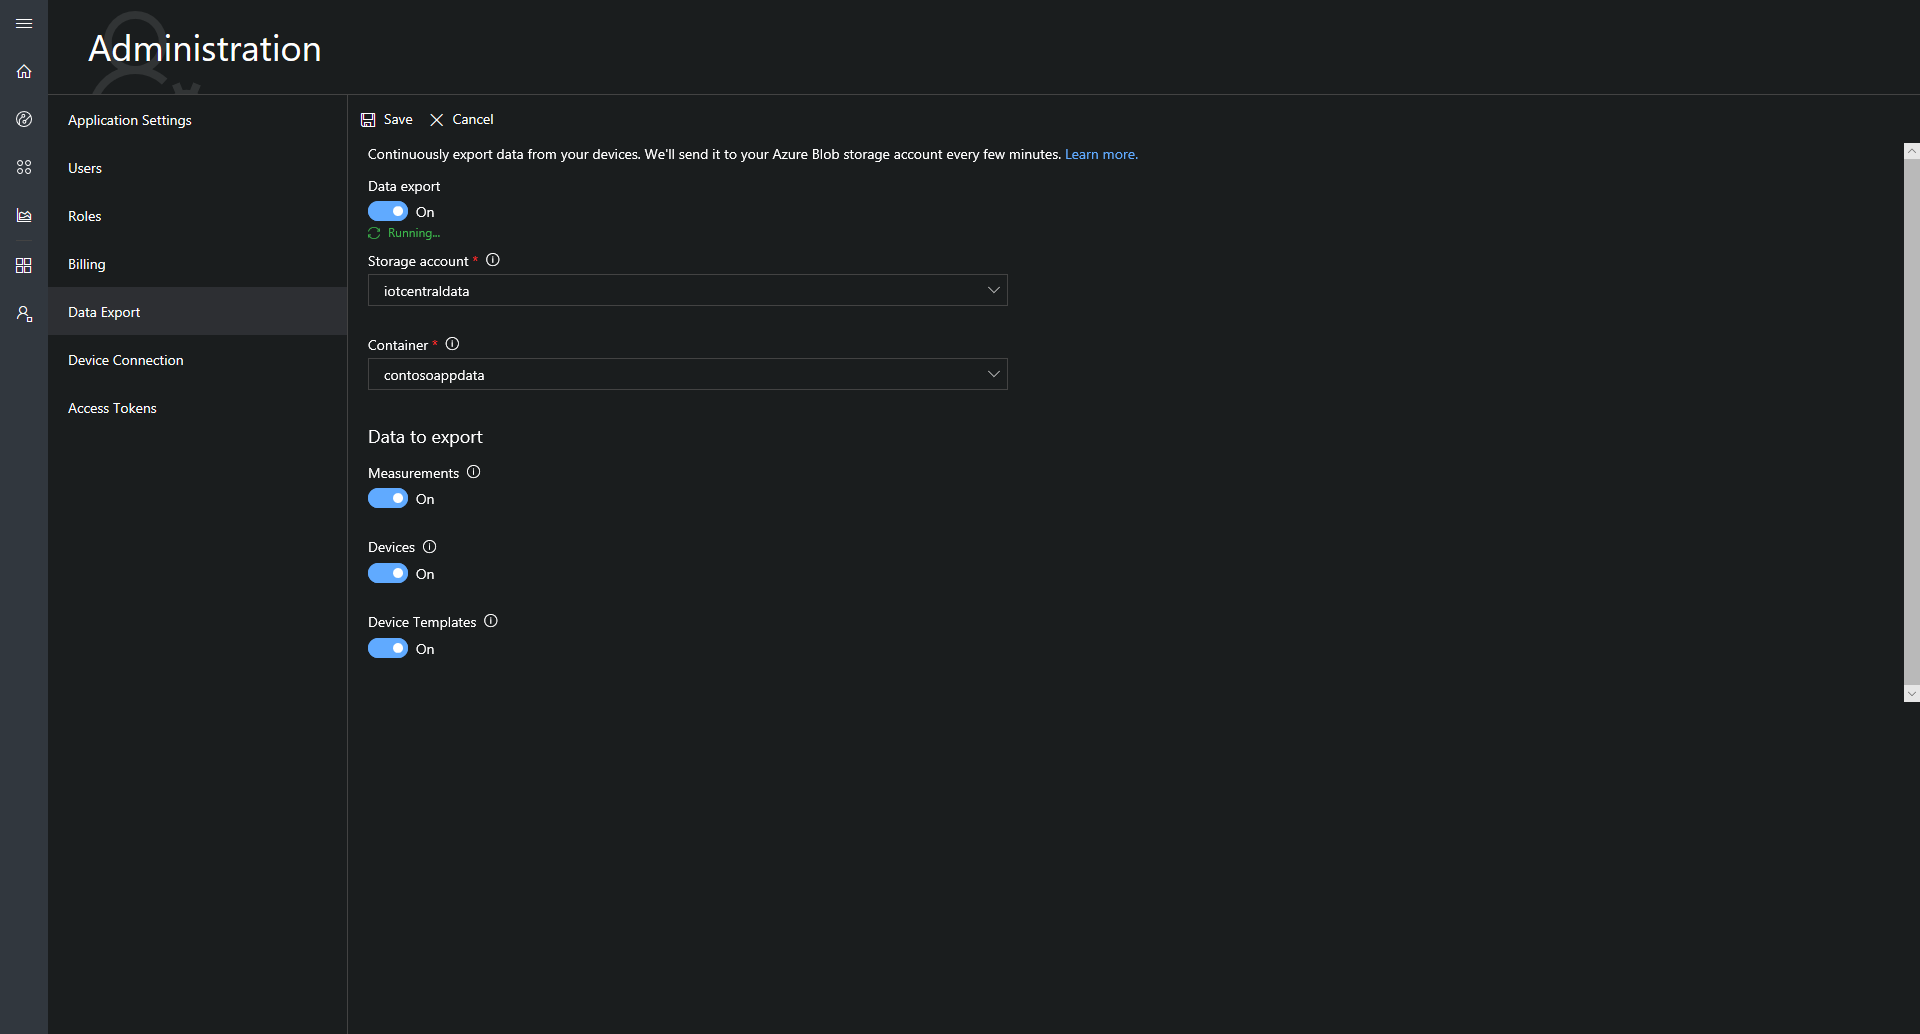 Administration
Application Settings
Users
Roles
Billing
Data Export
Device Connection
Access Tokens
Save Cancel
Continuously export data from your devices. We'll send it to your Azure Blob storage account every few minutes. Learn more.
Data export
On
Running...
Storage account *
iotcentraldata
Container *
contosoappdata
Data to export
Measurements
On
Devices
On
Device Templates
On